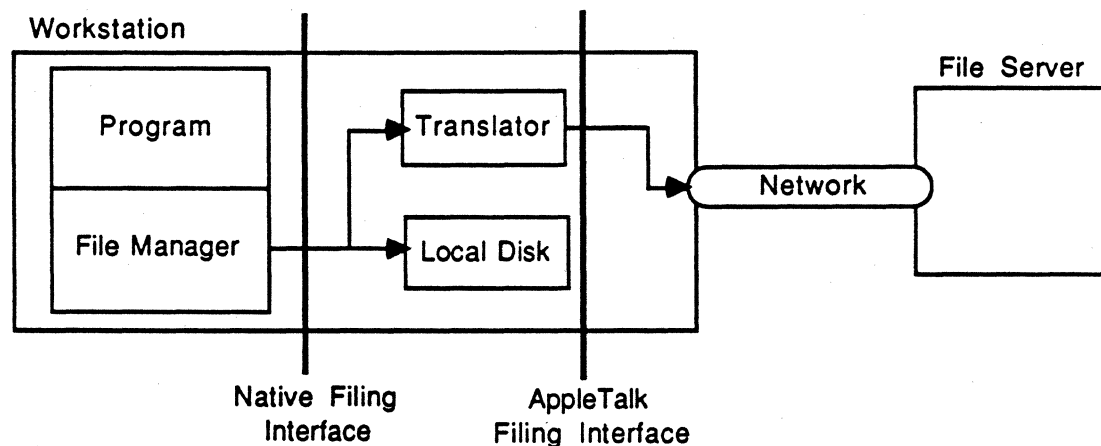 Workstation
File Server
Program
Translator
Network
File Manager
Local Disk
Native Filing
Interface
AppleTalk
Filing Interface